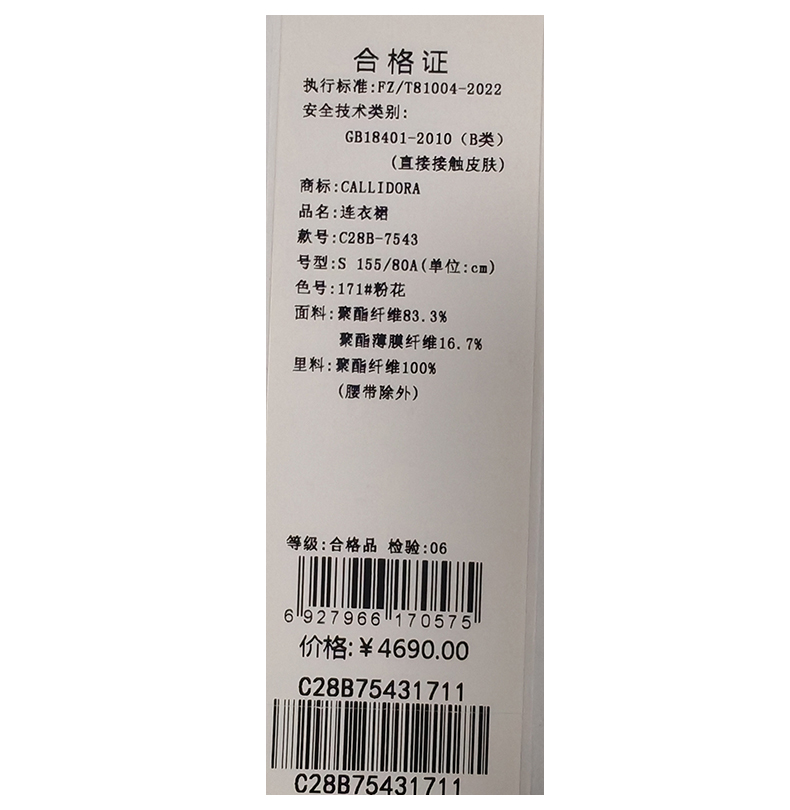 合格证
执行标准:FZ/T81004-2022
安全技术类别:
GB18401-2010（B类）
(直接接触皮肤)
商标:CALLIDORA
品名:连衣裙
款号:C28B-7543
号型:S 155/80A(单位:cm)
色号:171#粉花
面料:聚酯纤维83.3%
聚酯薄膜纤维16.7%
里料:聚酯纤维100%
(腰带除外)
等级:合格品 检验:06
6 927966 170575
价格:￥4690.00
C28B75431711
C28B75431711